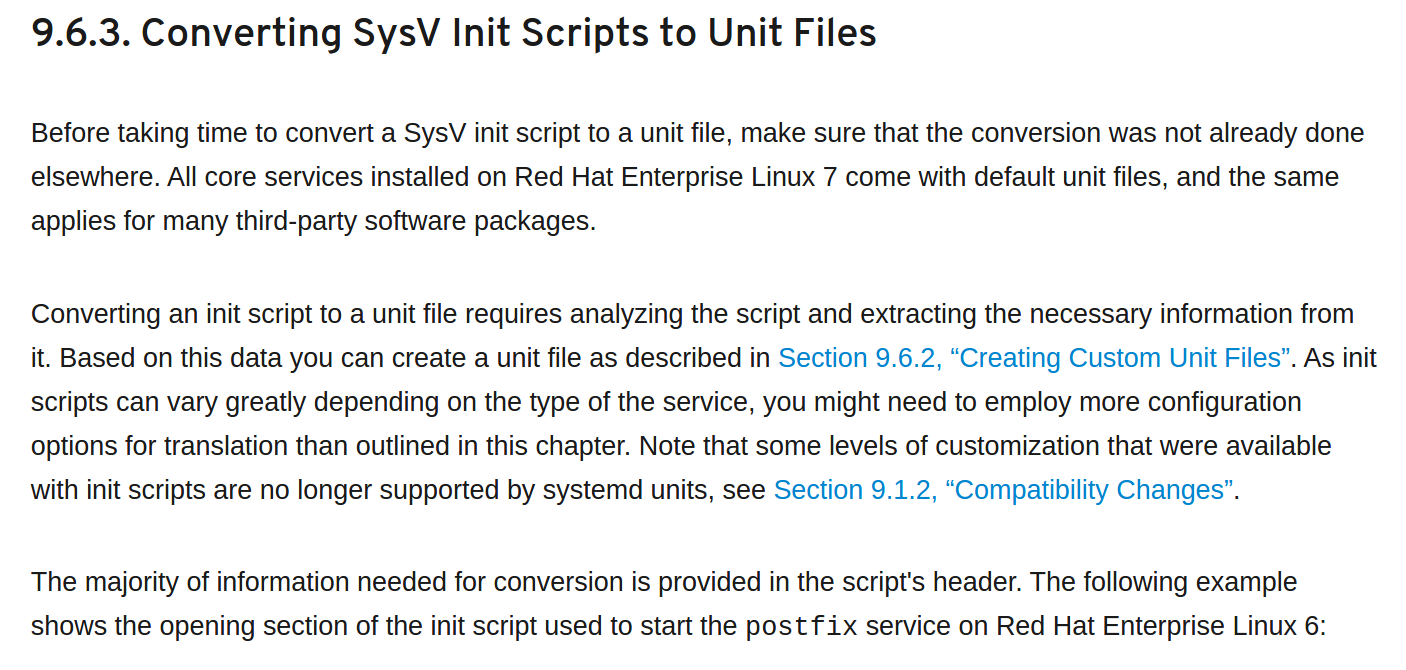 9.6.3. Converting SysV Init Scripts to Unit Files
Before taking time to convert a SysV init script to a unit file, make sure that the conversion was not already done
elsewhere. All core services installed on Red Hat Enterprise Linux 7 come with default unit files, and the same
applies for many third-party software packages.
Converting an init script to a unit file requires analyzing the script and extracting the necessary information from
it. Based on this data you can create a unit file as described in Section 9.6.2, “Creating Custom Unit Files”. As init
scripts can vary greatly depending on the type of the service, you might need to employ more configuration
options for translation than outlined in this chapter. Note that some levels of customization that were available
with init scripts are no longer supported by systemd units, see Section 9.1.2, “Compatibility Changes”.
The majority of information needed for conversion is provided in the script's header. The following example
shows the opening section of the init script used to start the postfix service on Red Hat Enterprise Linux 6: